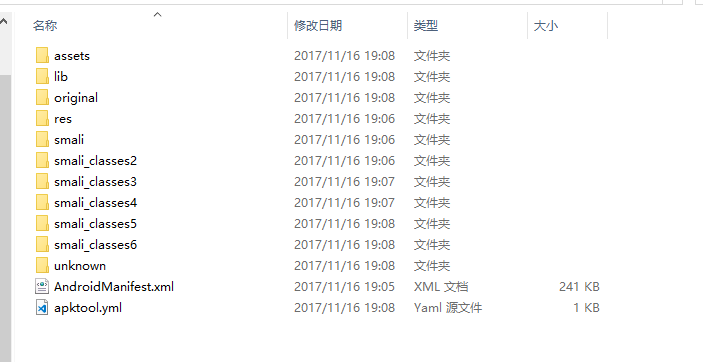 名称 修改日期 类型 大小
assets 2017/11/16 19:08 文件夹
lib 2017/11/16 19:08 文件夹
original 2017/11/16 19:08 文件夹
res 2017/11/16 19:06 文件夹
smali 2017/11/16 19:06 文件夹
smali_classes2 2017/11/16 19:06 文件夹
smali_classes3 2017/11/16 19:07 文件夹
smali_classes4 2017/11/16 19:07 文件夹
smali_classes5 2017/11/16 19:08 文件夹
smali_classes6 2017/11/16 19:08 文件夹
unknown 2017/11/16 19:08 文件夹
AndroidManifest.xml 2017/11/16 19:05 XML 文档 241 KB
apktool.yml 2017/11/16 19:08 Yaml 源文件 1 KB